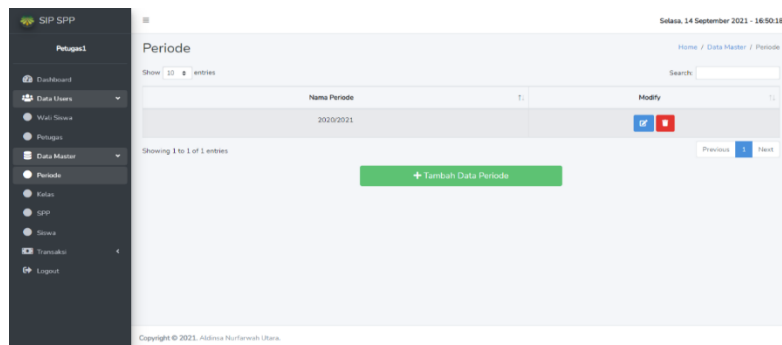 SIP SPP
Selasa, 14 September 2021 - 16:50:18
Petugas1
Periode
Home / Data Master / Periode
Dashboard
Show 10 entries
Search:
Data Users
Nama Periode
Modify
Wali Siswa
2020/2021
Petugas
Data Master
Showing 1 to 1 of 1 entries
Previous 1 Next
Periode
+ Tambah Data Periode
Kelas
SPP
Siswa
Transaksi
Logout
Copyright © 2021. Aldinsa Nurfarwah Utara.